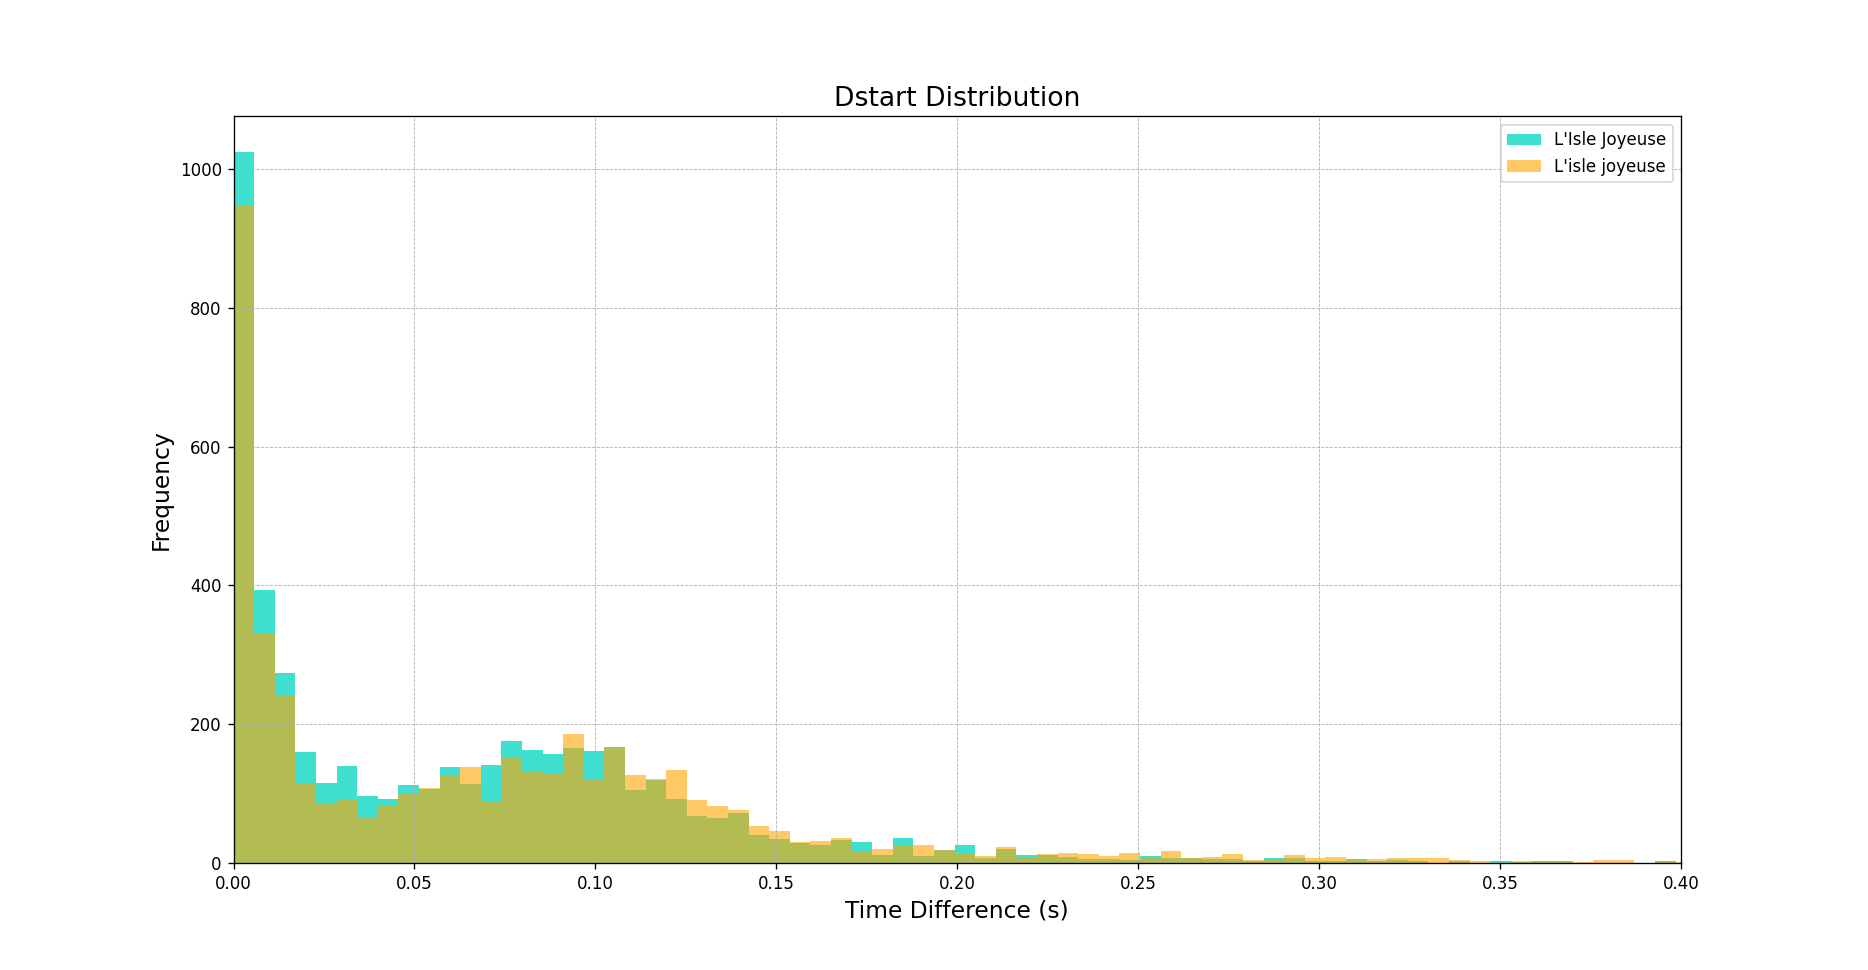 Dstart Distribution
L'Isle Joyeuse
L'isle joyeuse
Frequency
1000
800
600
400
200
0
0.00 0.05 0.10 0.15 0.20 0.25 0.30 0.35 0.40
Time Difference (s)